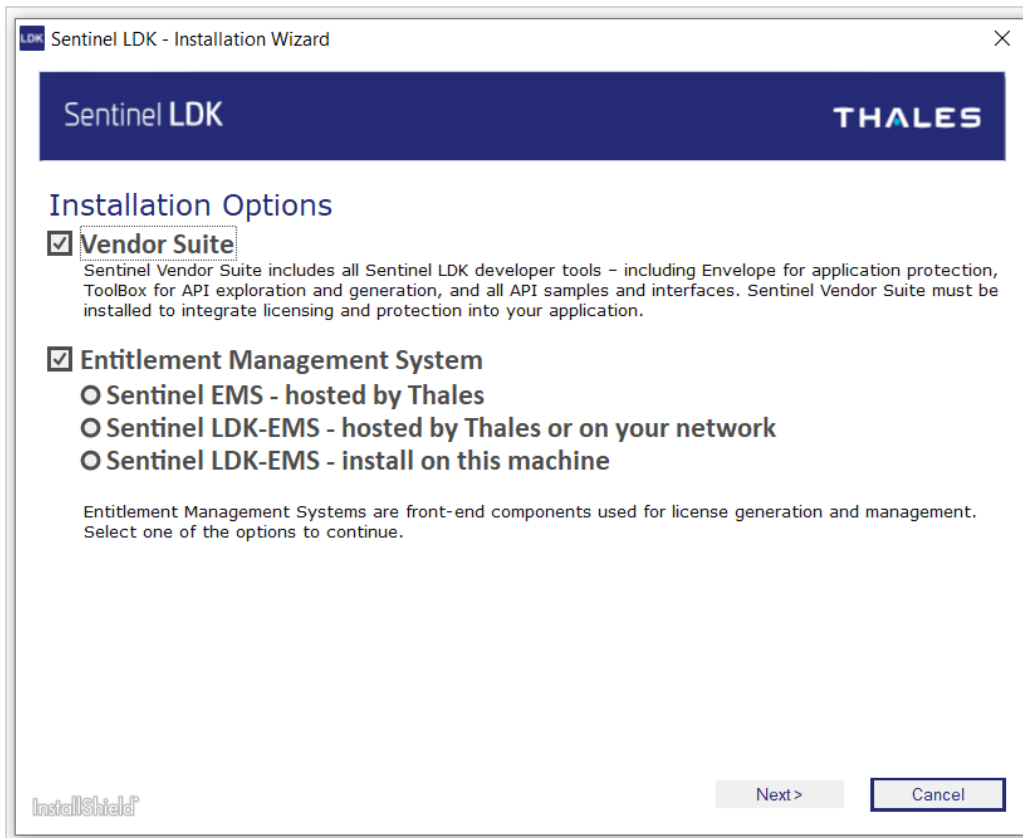 LDK Sentinel LDK - Installation Wizard
Sentinel LDK
THALES
Installation Options
Vendor Suite
Sentinel Vendor Suite includes all Sentinel LDK developer tools – including Envelope for application protection,
ToolBox for API exploration and generation, and all API samples and interfaces. Sentinel Vendor Suite must be
installed to integrate licensing and protection into your application.
Entitlement Management System
Sentinel EMS - hosted by Thales
Sentinel LDK-EMS - hosted by Thales or on your network
Sentinel LDK-EMS - install on this machine
Entitlement Management Systems are front-end components used for license generation and management.
Select one of the options to continue.
InstallShield
Next>
Cancel